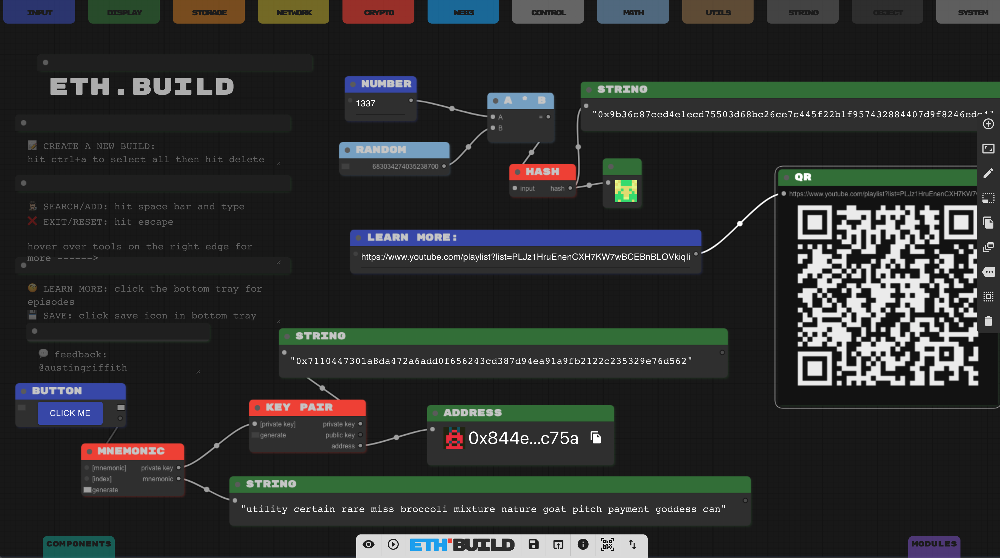 INPUT
DISPLAY
STORAGE
NETWORK
CRYPTO
WEB3
CONTROL
MATH
UTILS
STRING
OBJECT
SYSTEM
ETH.BUILD
📝 CREATE A NEW BUILD:
hit ctrl+a to select all then hit delete
🕵️ SEARCH/ADD: hit space bar and type
❌ EXIT/RESET: hit escape
hover over tools on the right edge for
more ------>
🧐 LEARN MORE: click the bottom tray for
episodes
💾 SAVE: click save icon in bottom tray
💬 feedback:
@austingriffith
NUMBER
1337
RANDOM
683034274035238700
A * B
A =
B
HASH
input hash
STRING
"0x9b36c87ced4e1ecd75503d68bc26ce7c445f22b1f9574328844​07d9f8246edc4"
QR
https://www.youtube.com/playlist?list=PLJz1HruEnenCXH7KW7
LEARN MORE:
https://www.youtube.com/playlist?list=PLJz1HruEnenCXH7KW7wBCEBnBLOVkiqIi
STRING
"0x7110447301a8da472a6add0f656243cd387d94ea91a9fb2122c235329e76d562"
BUTTON
CLICK ME
KEY PAIR
[private key] private key
generate public key
address
ADDRESS
0x844e...c75a
MNEMONIC
[mnemonic] private key
[index] mnemonic
generate
STRING
"utility certain rare miss broccoli mixture nature goat pitch payment goddess can"
COMPONENTS
ETH BUILD
MODULES